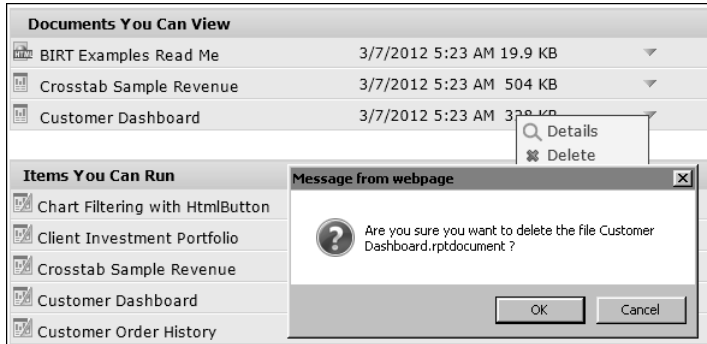 Documents You Can View
BIRT Examples Read Me 3/7/2012 5:23 AM 19.9 KB
Crosstab Sample Revenue 3/7/2012 5:23 AM 504 KB
Customer Dashboard 3/7/2012 5:23 AM 328 KB
Details
Delete
Items You Can Run
Chart Filtering with HtmlButton
Client Investment Portfolio
Crosstab Sample Revenue
Customer Dashboard
Customer Order History
Message from webpage
Are you sure you want to delete the file Customer
Dashboard.rptdocument ?
OK Cancel